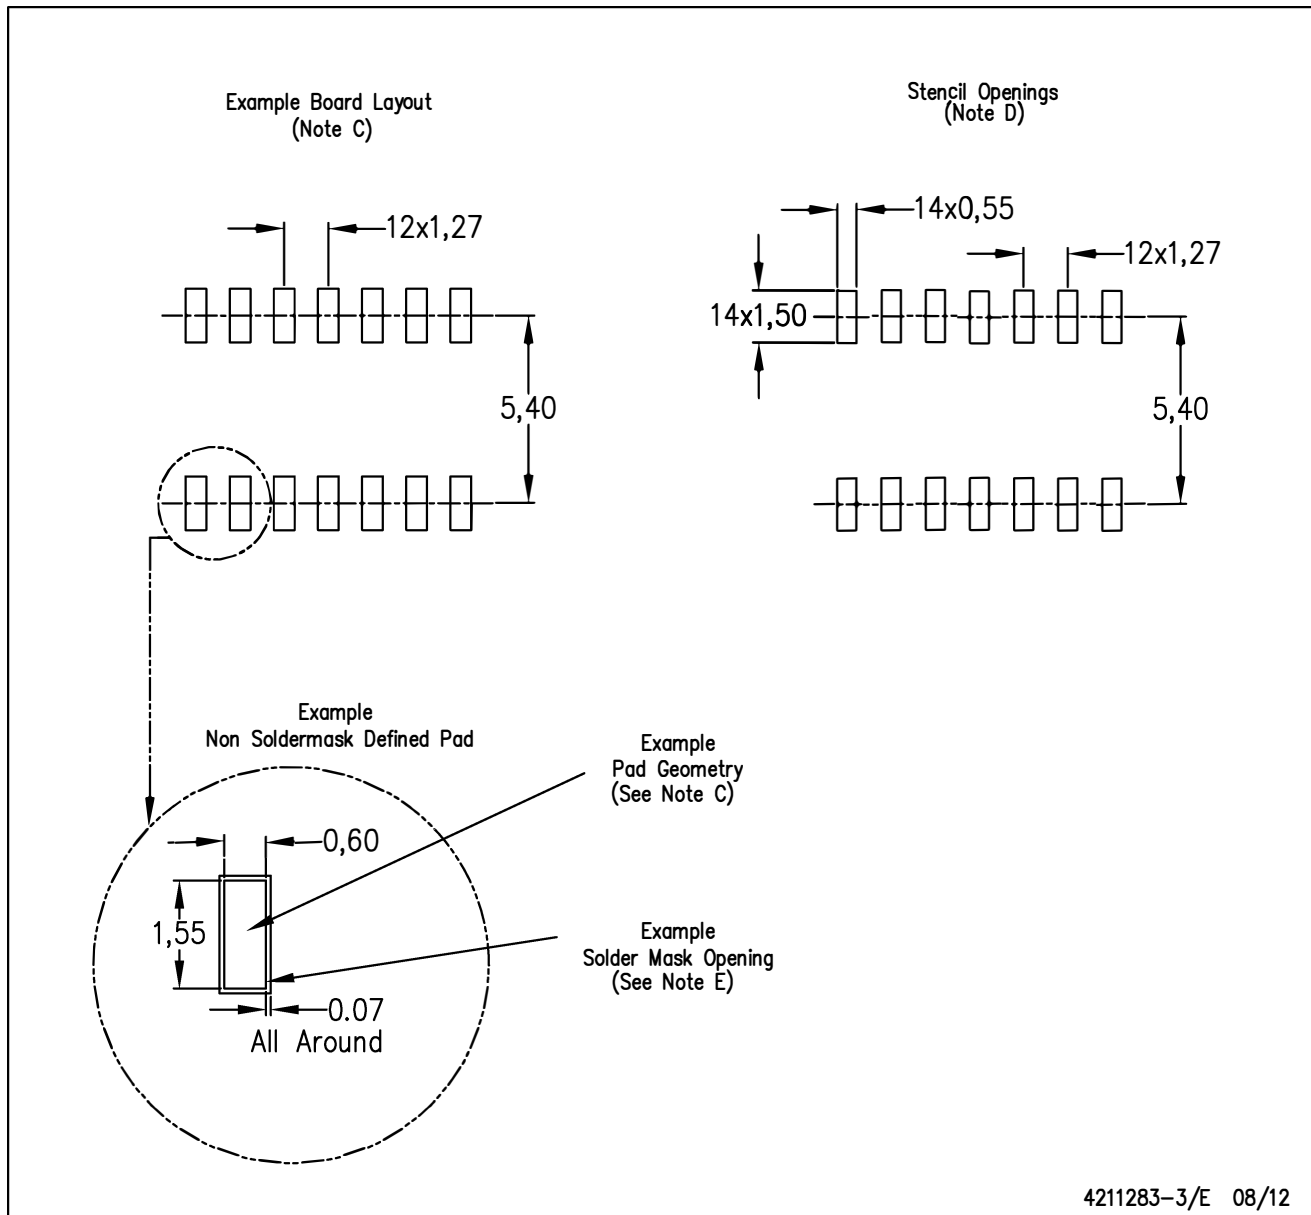 Example Board Layout
(Note C)
12x1,27
5,40
Stencil Openings
(Note D)
14x0,55
12x1,27
14x1,50
5,40
Example
Non Soldermask Defined Pad
0,60
1,55
0.07
All Around
Example
Pad Geometry
(See Note C)
Example
Solder Mask Opening
(See Note E)
4211283-3/E 08/12